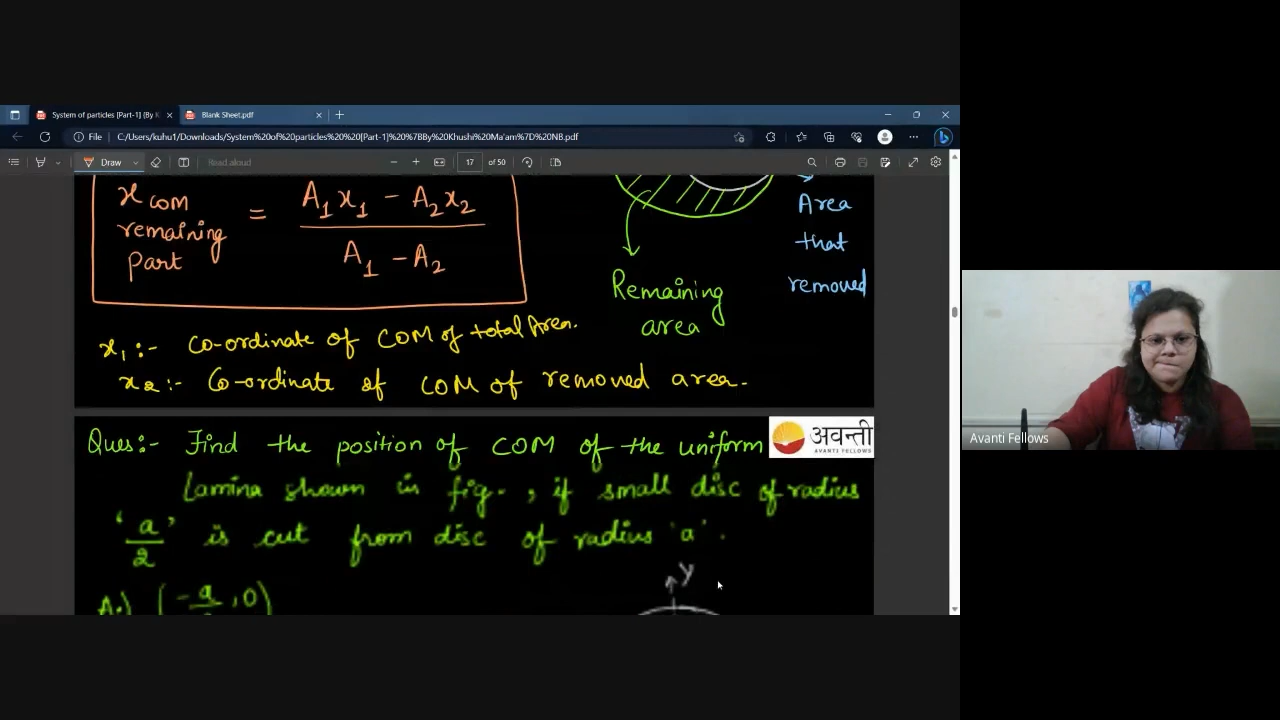 System of particles [Part-1] (By K
Blank Sheet.pdf
File
C:/Users/kuhu1/Downloads/System%20of%20particles%20%20[Part-1]%20%7BBy%20Khushi%20Ma'am%7D%20NB.pdf
Draw
Read aloud
17 of 50
x com remaining part = A₁x₁ - A₂x₂ / A₁ - A₂
Area
that
removed
Remaining
area
x₁ :- Co-ordinate of COM of total Area.
x₂ :- Co-ordinate of COM of removed area.
Ques:- Find the position of COM of the uniform
अवन्ती
AVANTI FELLOWS
Lamina shown in fig. , if small disc of radius
'a/2' is cut from disc of radius 'a'.
y
A.) (-a ,0)
Avanti Fellows